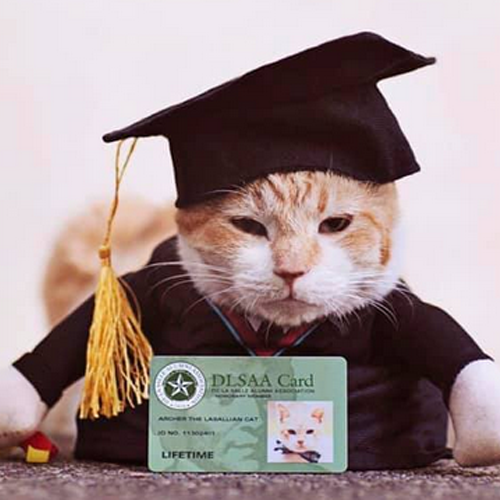 DLSAA Card
DE LA SALLE ALUMNI ASSOCIATION
HONORARY MEMBER
ARCHER THE LASALLIAN CAT
LIFETIME